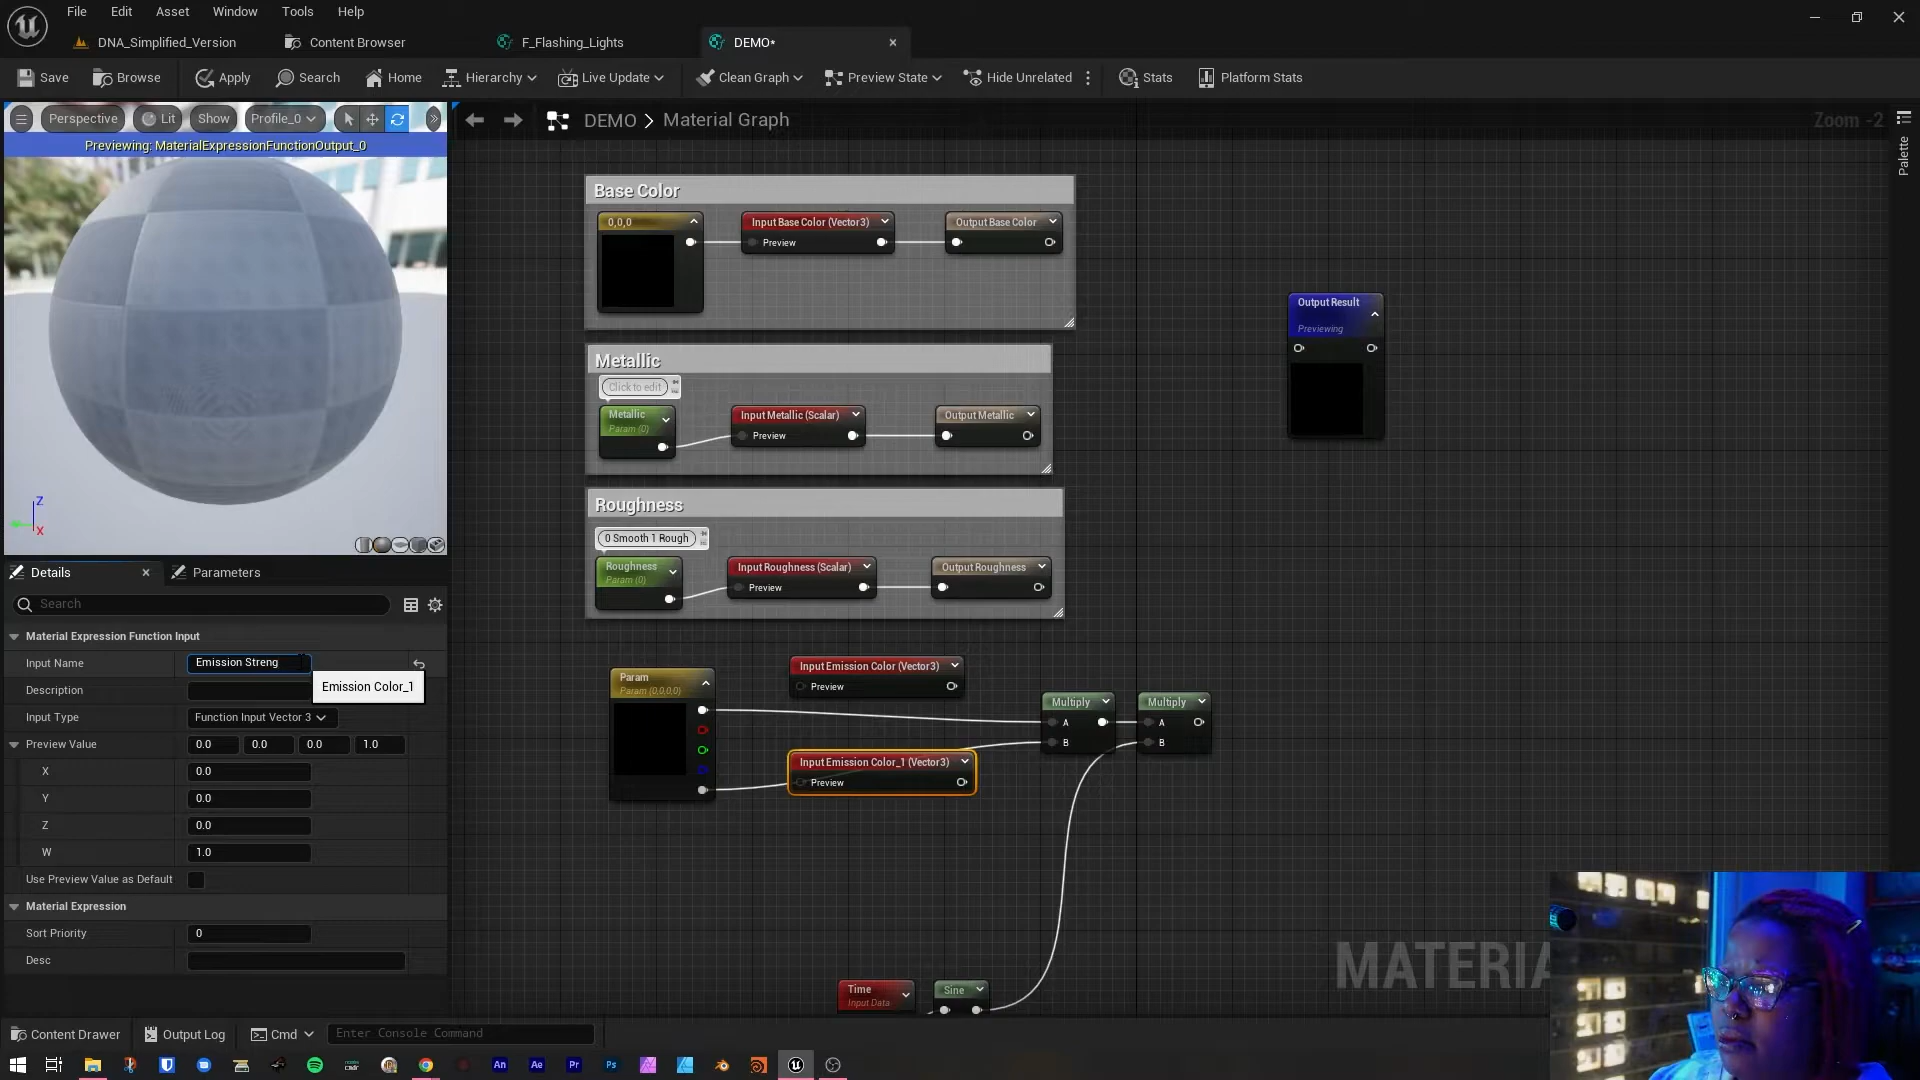 File Edit Asset Window Tools Help
DNA_Simplified_Version Content Browser F_Flashing_Lights DEMO*
Save Browse Apply Search Home Hierarchy Live Update Clean Graph Preview State Hide Unrelated Stats Platform Stats
Perspective Lit Show Profile_0
Previewing: MaterialExpressionFunctionOutput_0
Z
X
DEMO > Material Graph
Zoom -2
Palette
Base Color
0,0,0
Input Base Color (Vector3)
Preview
Output Base Color
Metallic
Click to edit
Metallic
Param (0)
Input Metallic (Scalar)
Preview
Output Metallic
Roughness
0 Smooth 1 Rough
Roughness
Param (0)
Input Roughness (Scalar)
Preview
Output Roughness
Output Result
Previewing
Param
Param (0,0,0,0)
Input Emission Color (Vector3)
Preview
Input Emission Color_1 (Vector3)
Preview
Multiply
A
B
Multiply
A
B
Time
Input Data
Sine
MATERIA
Details Parameters
Search
Material Expression Function Input
Input Name Emission Streng
Emission Color_1
Description
Input Type Function Input Vector 3
Preview Value 0.0 0.0 0.0 1.0
X 0.0
Y 0.0
Z 0.0
W 1.0
Use Preview Value as Default
Material Expression
Sort Priority 0
Desc
Content Drawer Output Log Cmd Enter Console Command
An Ae Pr Ps